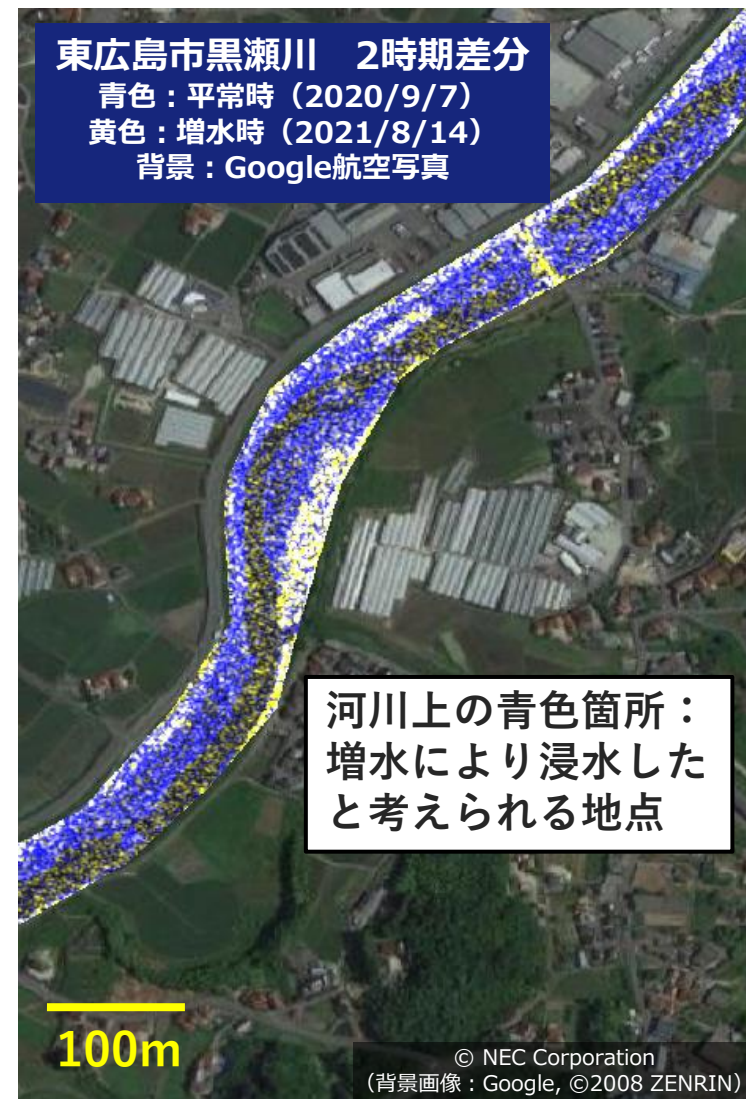 東広島市黒瀬川　2時期差分
青色：平常時（2020/9/7）
黄色：増水時（2021/8/14）
背景：Google航空写真
河川上の青色箇所：
増水により浸水した
と考えられる地点
100m
© NEC Corporation
（背景画像：Google, ©2008 ZENRIN）